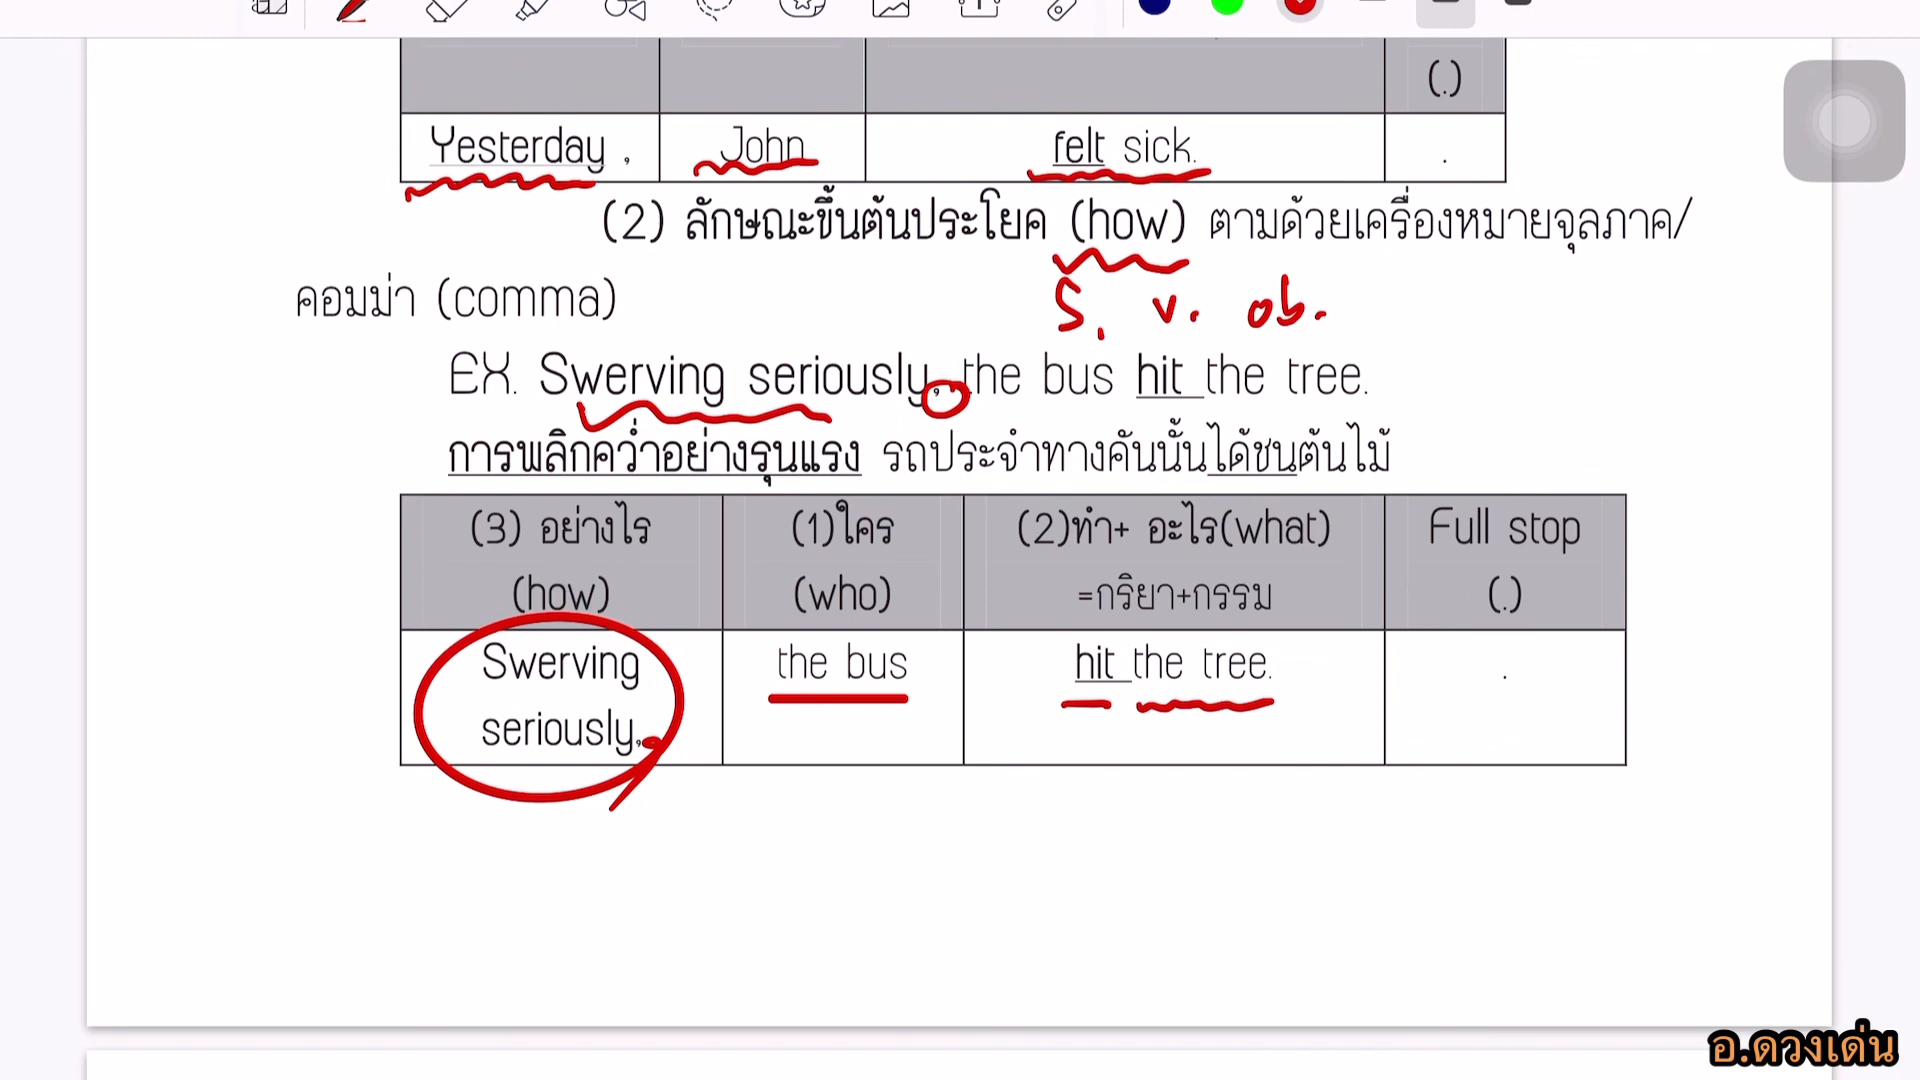 (.)
Yesterday , John felt sick. .
(2) ลักษณะขึ้นต้นประโยค (how) ตามด้วยเครื่องหมายจุลภาค/
คอมม่า (comma)
S. v. ob.
EX. Swerving seriously, the bus hit the tree.
การพลิกคว่ำอย่างรุนแรง รถประจำทางคันนั้นได้ชนต้นไม้
(3) อย่างไร (1)ใคร (2)ทำ+ อะไร(what) Full stop
(how) (who) =กริยา+กรรม (.)
Swerving the bus hit the tree. .
seriously,
อ.ดวงเด่น